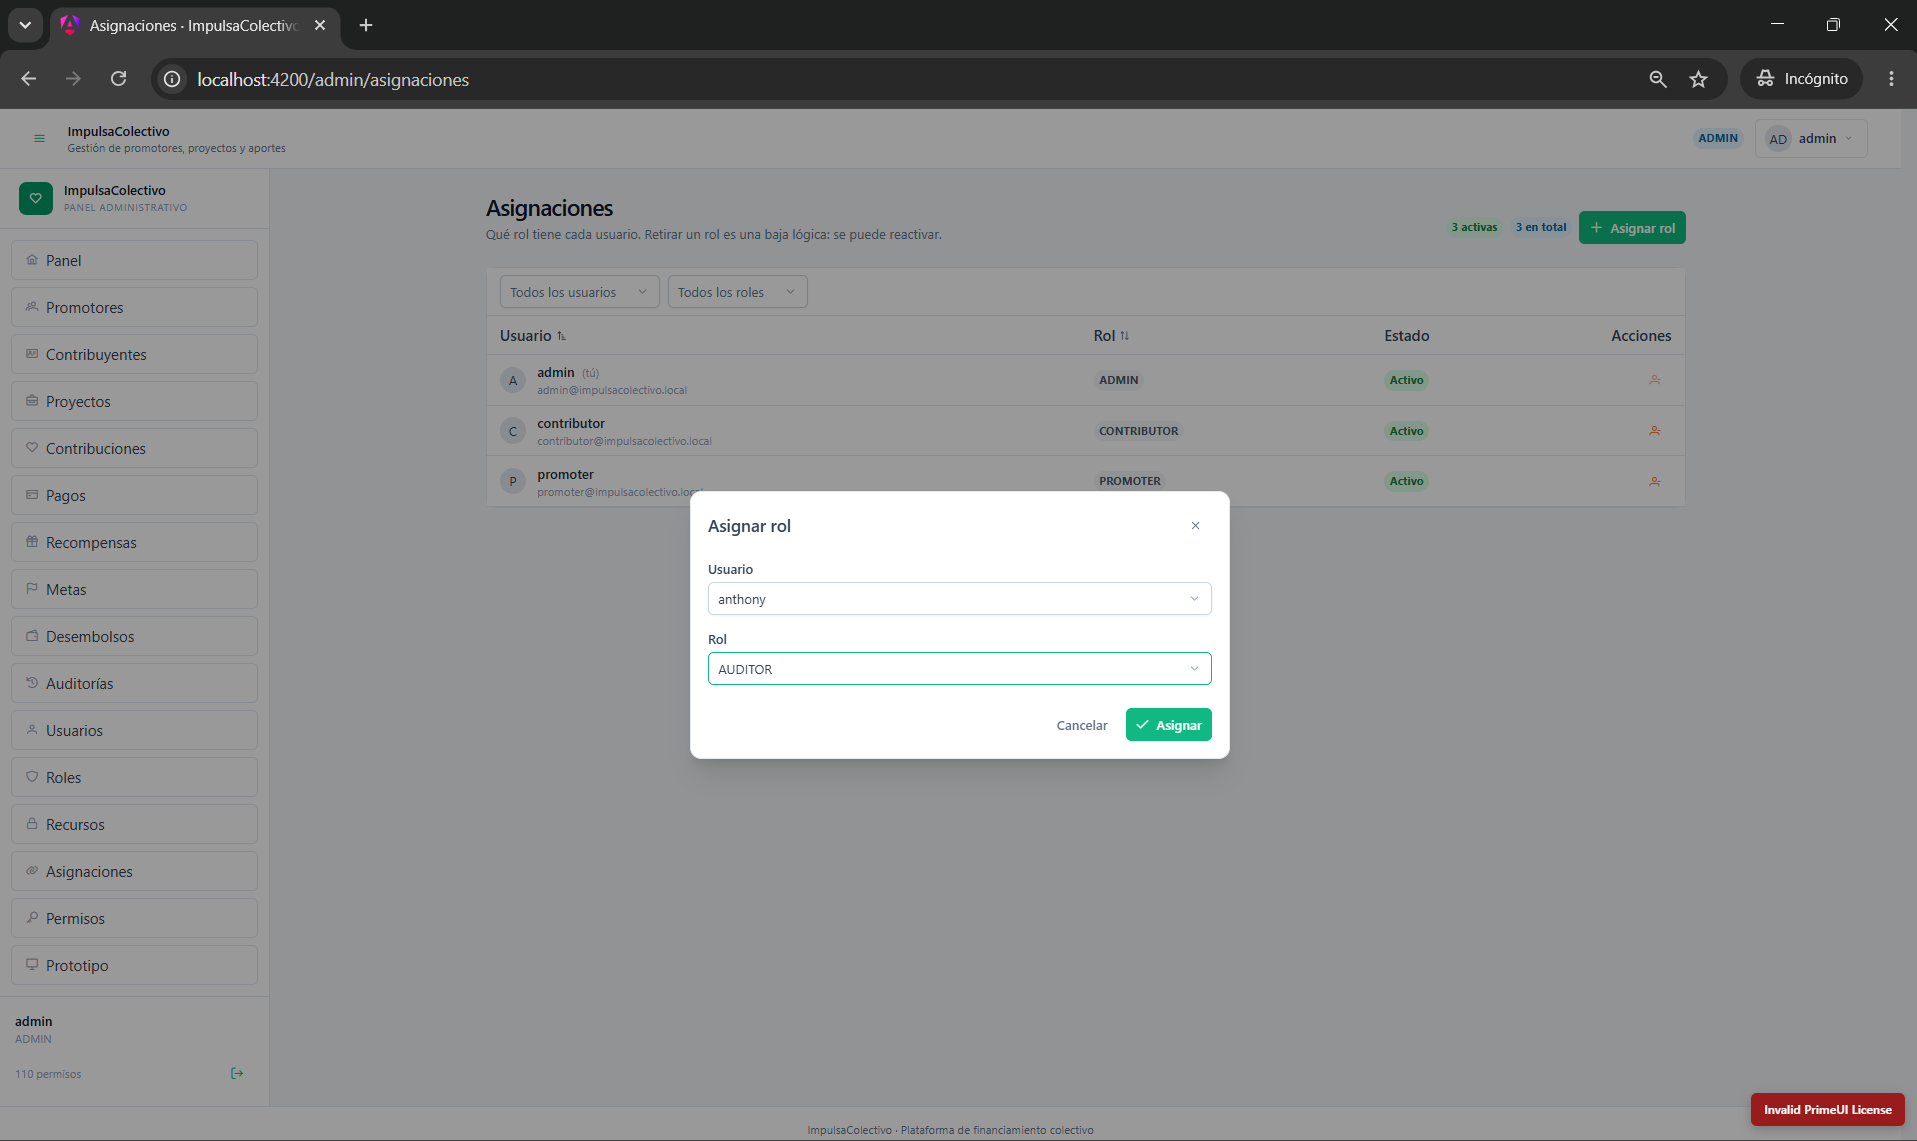 Asignaciones · ImpulsaColectivo
localhost:4200/admin/asignaciones
Incógnito
ImpulsaColectivo
Gestión de promotores, proyectos y aportes
ADMIN
AD
admin
ImpulsaColectivo
PANEL ADMINISTRATIVO
Panel
Promotores
Contribuyentes
Proyectos
Contribuciones
Pagos
Recompensas
Metas
Desembolsos
Auditorías
Usuarios
Roles
Recursos
Asignaciones
Permisos
Prototipo
admin
ADMIN
110 permisos
Asignaciones
Qué rol tiene cada usuario. Retirar un rol es una baja lógica: se puede reactivar.
3 activas
3 en total
Asignar rol
Todos los usuarios
Todos los roles
Usuario
Rol
Estado
Acciones
A
admin (tú)
admin@impulsacolectivo.local
ADMIN
Activo
C
contributor
contributor@impulsacolectivo.local
CONTRIBUTOR
Activo
P
promoter
promoter@impulsacolectivo.local
PROMOTER
Activo
Asignar rol
Usuario
anthony
Rol
AUDITOR
Cancelar
Asignar
Invalid PrimeUI License
ImpulsaColectivo · Plataforma de financiamiento colectivo